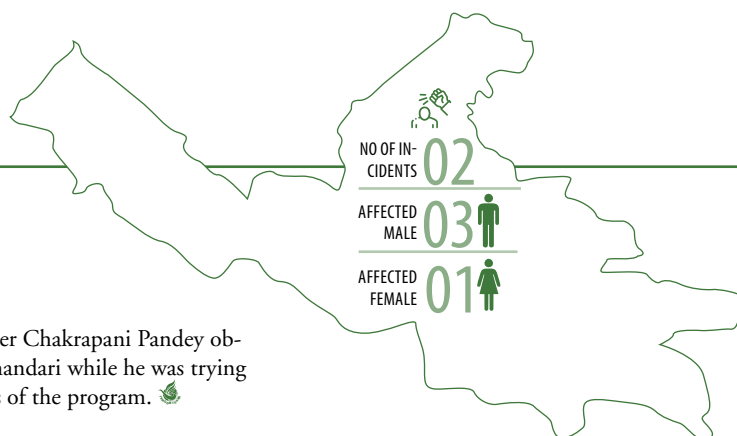 NO OF IN-
CIDENTS 02
AFFECTED
MALE 03
AFFECTED
FEMALE 01
er Chakrapani Pandey ob-
handari while he was trying
of the program.